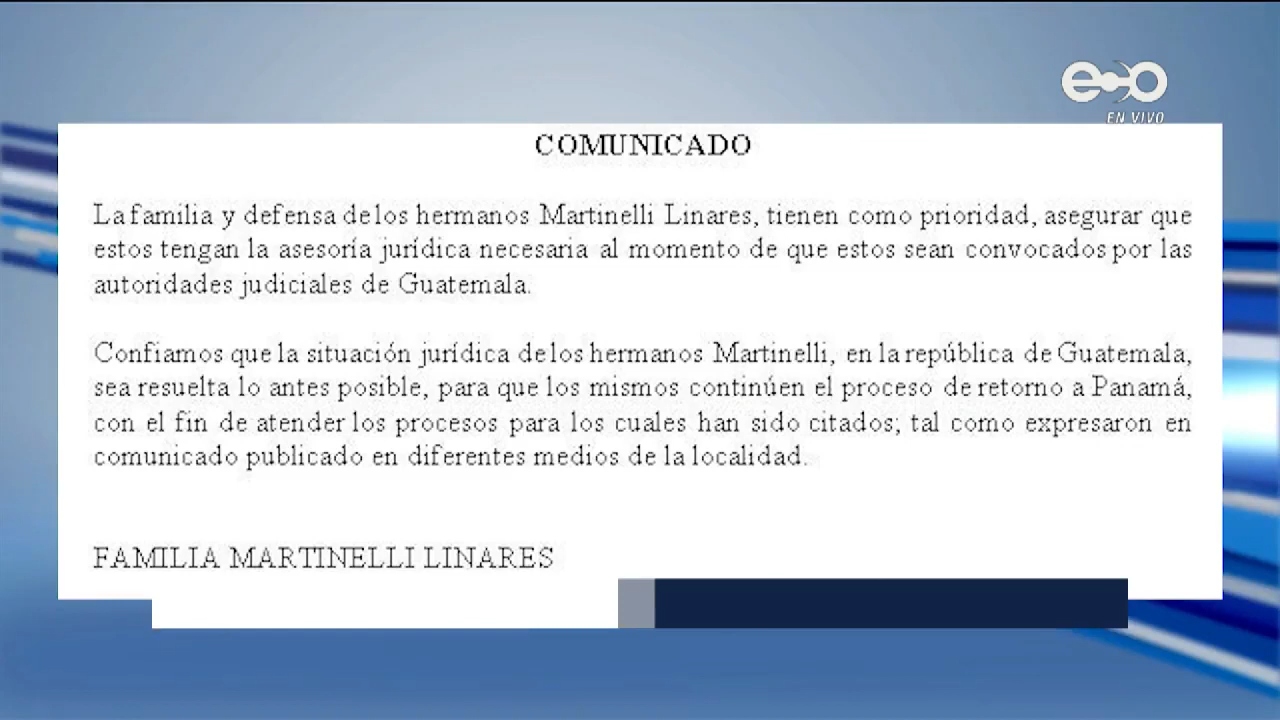 eco
EN VIVO
COMUNICADO
La familia y defensa de los hermanos Martinelli Linares, tienen como prioridad, asegurar que
estos tengan la asesoría jurídica necesaria al momento de que estos sean convocados por las
autoridades judiciales de Guatemala.
Confiamos que la situación jurídica de los hermanos Martinelli, en la república de Guatemala,
sea resuelta lo antes posible, para que los mismos continúen el proceso de retorno a Panamá,
con el fin de atender los procesos para los cuales han sido citados; tal como expresaron en
comunicado publicado en diferentes medios de la localidad.
FAMILIA MARTINELLI LINARES